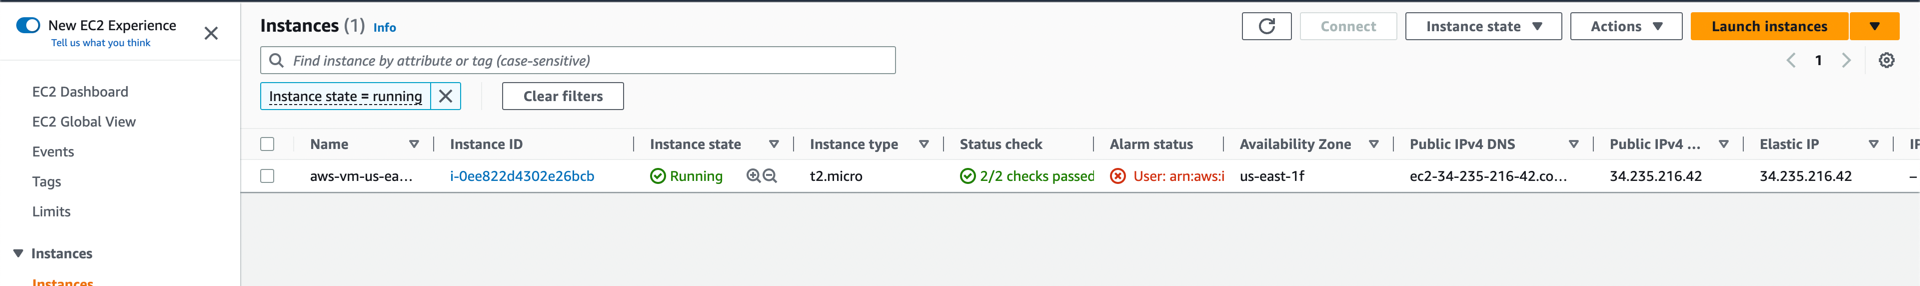 New EC2 Experience
Tell us what you think
EC2 Dashboard
EC2 Global View
Events
Tags
Limits
Instances
Instances
Instances (1) Info
Connect
Instance state
Actions
Launch instances
Find instance by attribute or tag (case-sensitive)
1
Instance state = running
Clear filters
Name Instance ID Instance state Instance type Status check Alarm status Availability Zone Public IPv4 DNS Public IPv4 ... Elastic IP IP
aws-vm-us-ea... i-0ee822d4302e26bcb Running t2.micro 2/2 checks passed User: arn:aws:i us-east-1f ec2-34-235-216-42.co... 34.235.216.42 34.235.216.42 –